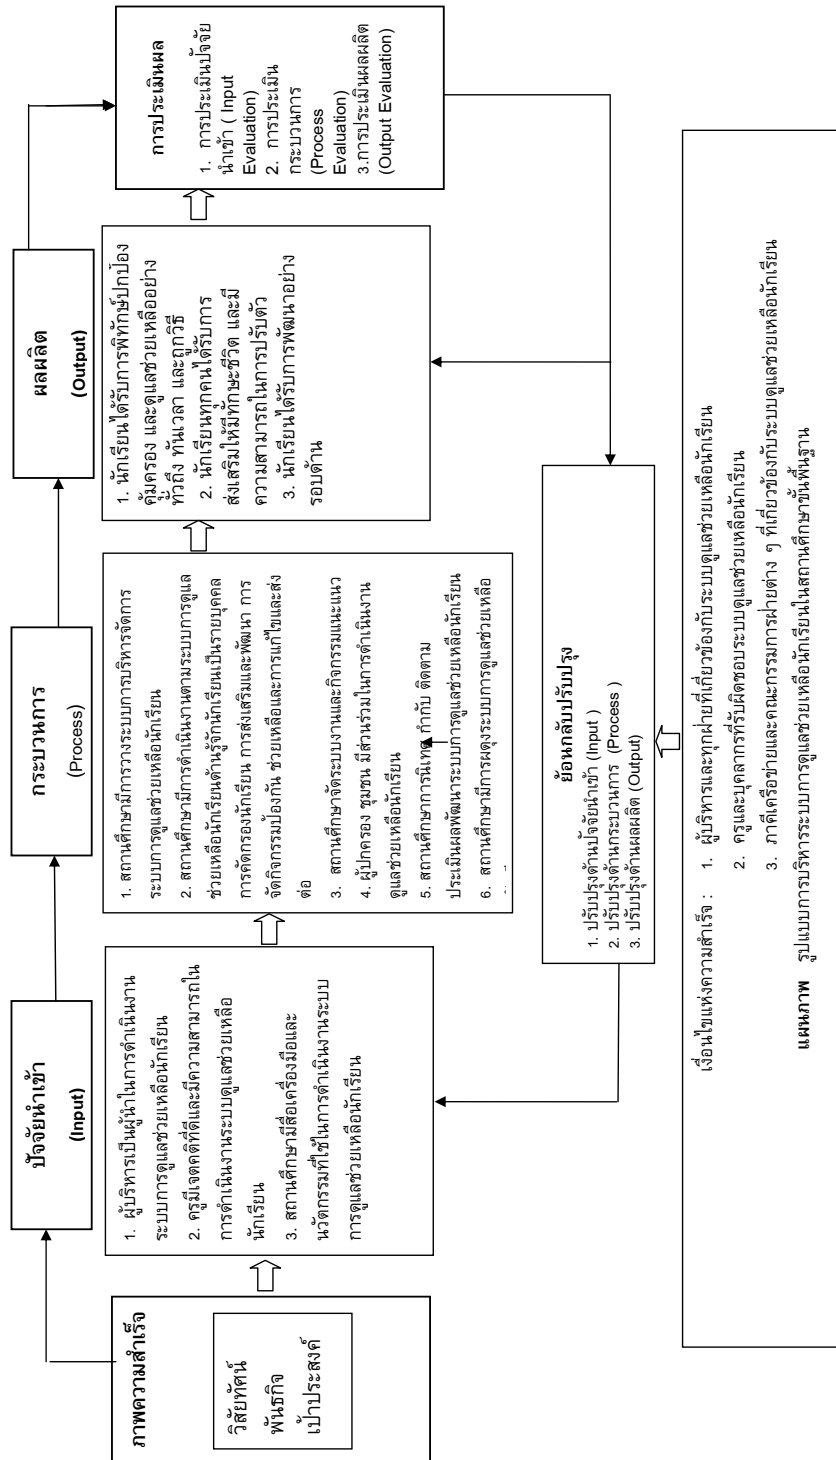 ภาพความสำเร็จ
วิสัยทัศน์
พันธกิจ
เป้าประสงค์
ปัจจัยนำเข้า
(Input)
1. ผู้บริหารเป็นผู้นำในการดำเนินงาน
ระบบการดูแลช่วยเหลือนักเรียน
2. ครูมีเจตคติที่ดีและมีความสามารถใน
การดำเนินงานระบบดูแลช่วยเหลือ
นักเรียน
3. สถานศึกษามีสื่อเครื่องมือและ
นวัตกรรมที่ใช้ในการดำเนินงานระบบ
การดูแลช่วยเหลือนักเรียน
กระบวนการ
(Process)
1. สถานศึกษามีการวางระบบการบริหารจัดการ
ระบบการดูแลช่วยเหลือนักเรียน
2. สถานศึกษามีการดำเนินงานตามระบบการดูแล
ช่วยเหลือนักเรียนด้านรู้จักนักเรียนเป็นรายบุคคล
การคัดกรองนักเรียน การส่งเสริมและพัฒนา การ
จัดกิจกรรมป้องกัน ช่วยเหลือและการแก้ไขและส่ง
ต่อ
3. สถานศึกษาจัดระบบงานและกิจกรรมแนะแนว
4. ผู้ปกครอง ชุมชน มีส่วนร่วมในการดำเนินงาน
ดูแลช่วยเหลือนักเรียน
5. สถานศึกษาการนิเทศ กำกับ ติดตาม
ประเมินผลพัฒนาระบบการดูแลช่วยเหลือนักเรียน
6. สถานศึกษามีการผดุงระบบการดูแลช่วยเหลือ
ผลผลิต
(Output)
1. นักเรียนได้รับการพิทักษ์ปกป้อง
คุ้มครอง และดูแลช่วยเหลืออย่าง
ทั่วถึง ทันเวลา และถูกวิธี
2. นักเรียนทุกคนได้รับการ
ส่งเสริมให้มีทักษะชีวิต และมี
ความสามารถในการปรับตัว
3. นักเรียนได้รับการพัฒนาอย่าง
รอบด้าน
การประเมินผล
1. การประเมินปัจจัย
นำเข้า ( Input
Evaluation)
2. การประเมิน
กระบวนการ
(Process
Evaluation)
3.การประเมินผลผลิต
(Output Evaluation)
ย้อนกลับปรับปรุง
1. ปรับปรุงด้านปัจจัยนำเข้า (Input )
2. ปรับปรุงด้านกระบวนการ (Process )
3. ปรับปรุงด้านผลผลิต (Output)
เงื่อนไขแห่งความสำเร็จ : 1. ผู้บริหารและทุกฝ่ายที่เกี่ยวข้องกับระบบดูแลช่วยเหลือนักเรียน
2. ครูและบุคลากรที่รับผิดชอบระบบดูแลช่วยเหลือนักเรียน
3. ภาคีเครือข่ายและคณะกรรมการฝ่ายต่าง ๆ ที่เกี่ยวข้องกับระบบดูแลช่วยเหลือนักเรียน
แผนภาพ รูปแบบการบริหารระบบการดูแลช่วยเหลือนักเรียนในสถานศึกษาขั้นพื้นฐาน